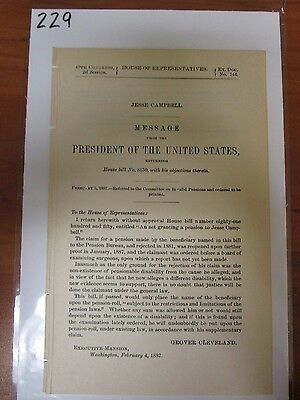 229
49TH CONGRESS, 2d Session. } HOUSE OF REPRESENTATIVES. { Ex. Doc. No. 144.
JESSE CAMPBELL.
MESSAGE
FROM THE
PRESIDENT OF THE UNITED STATES,
RETURNING
House bill No. 8150, with his objections thereto.
FEBRUARY 5, 1887.—Referred to the Committee on Invalid Pensions and ordered to be
printed.
To the House of Representatives:
I return herewith without approval House bill number eighty-one hundred
and fifty, entitled "An act granting a pension to Jesse Camp-
bell."
The claim for a pension made by the beneficiary named in this bill to
the Pension Bureau, and rejected in 1881, was reopened upon further
proof in January, 1887, and the claimant was ordered before a board of
examining surgeons, upon which a report has not yet been made.
Inasmuch as the only ground for the rejection of his claim was the
non-existence of pensionable disability from the cause he alleged, and
in view of the fact that he now alleges a different disability, which the
new evidence seems to support, there is no doubt that justice will be
done the claimant under the general law.
This bill, if passed, would only place the name of the beneficiary upon
the pension-roll, "subject to the restrictions and limitations of the
pension laws." Whether any sum was allowed him or not would still
depend upon the existence of a disability; and if this is found upon
the examination lately ordered, he will undoubtedly be put upon the pension-
roll, under existing law, in accordance with his supplementary
claim.
GROVER CLEVELAND.
EXECUTIVE MANSION,
Washington, February 4, 1887.